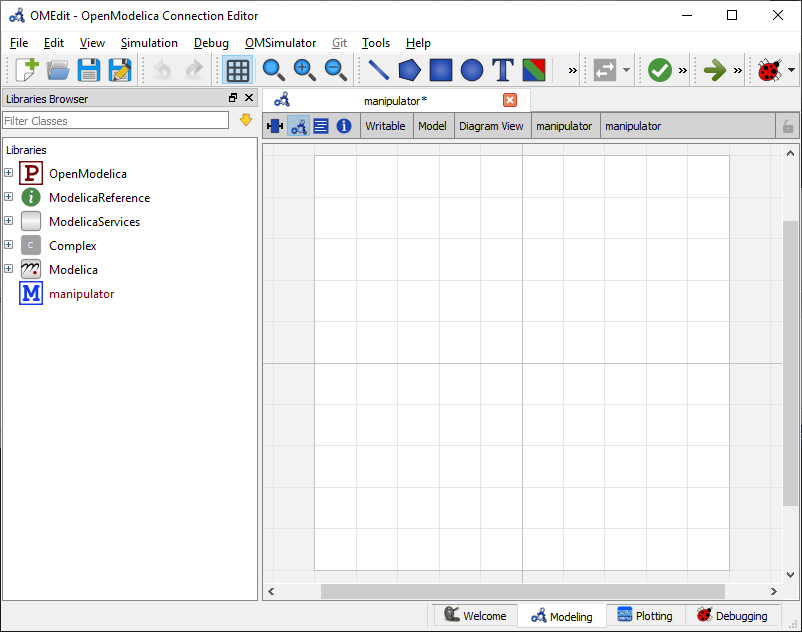 OMEdit - OpenModelica Connection Editor
File Edit View Simulation Debug OMSimulator Git Tools Help
T » » » »
Libraries Browser
manipulator*
Filter Classes
i Writable Model Diagram View manipulator manipulator
Libraries
P OpenModelica
i ModelicaReference
ModelicaServices
C Complex
m Modelica
M manipulator
Welcome Modeling Plotting Debugging